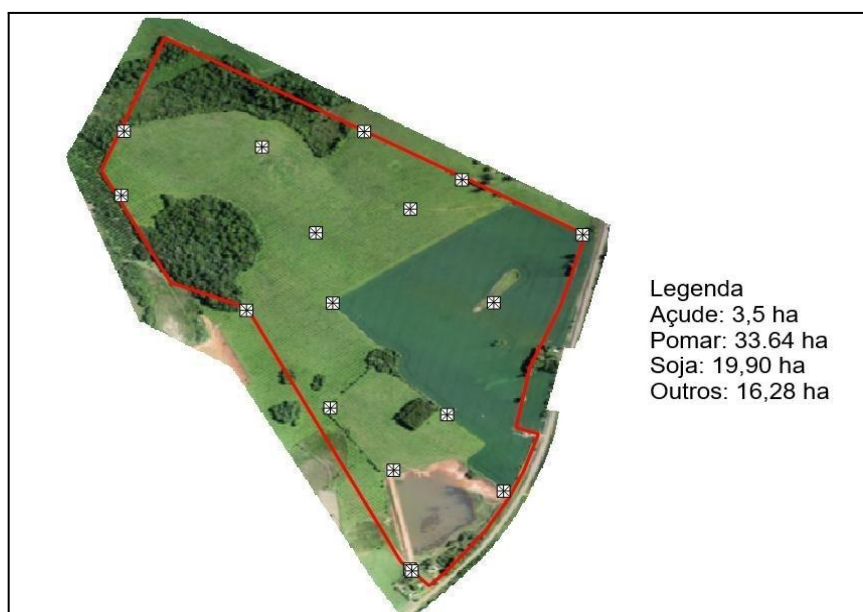 Legenda
Açude: 3,5 ha
Pomar: 33.64 ha
Soja: 19,90 ha
Outros: 16,28 ha